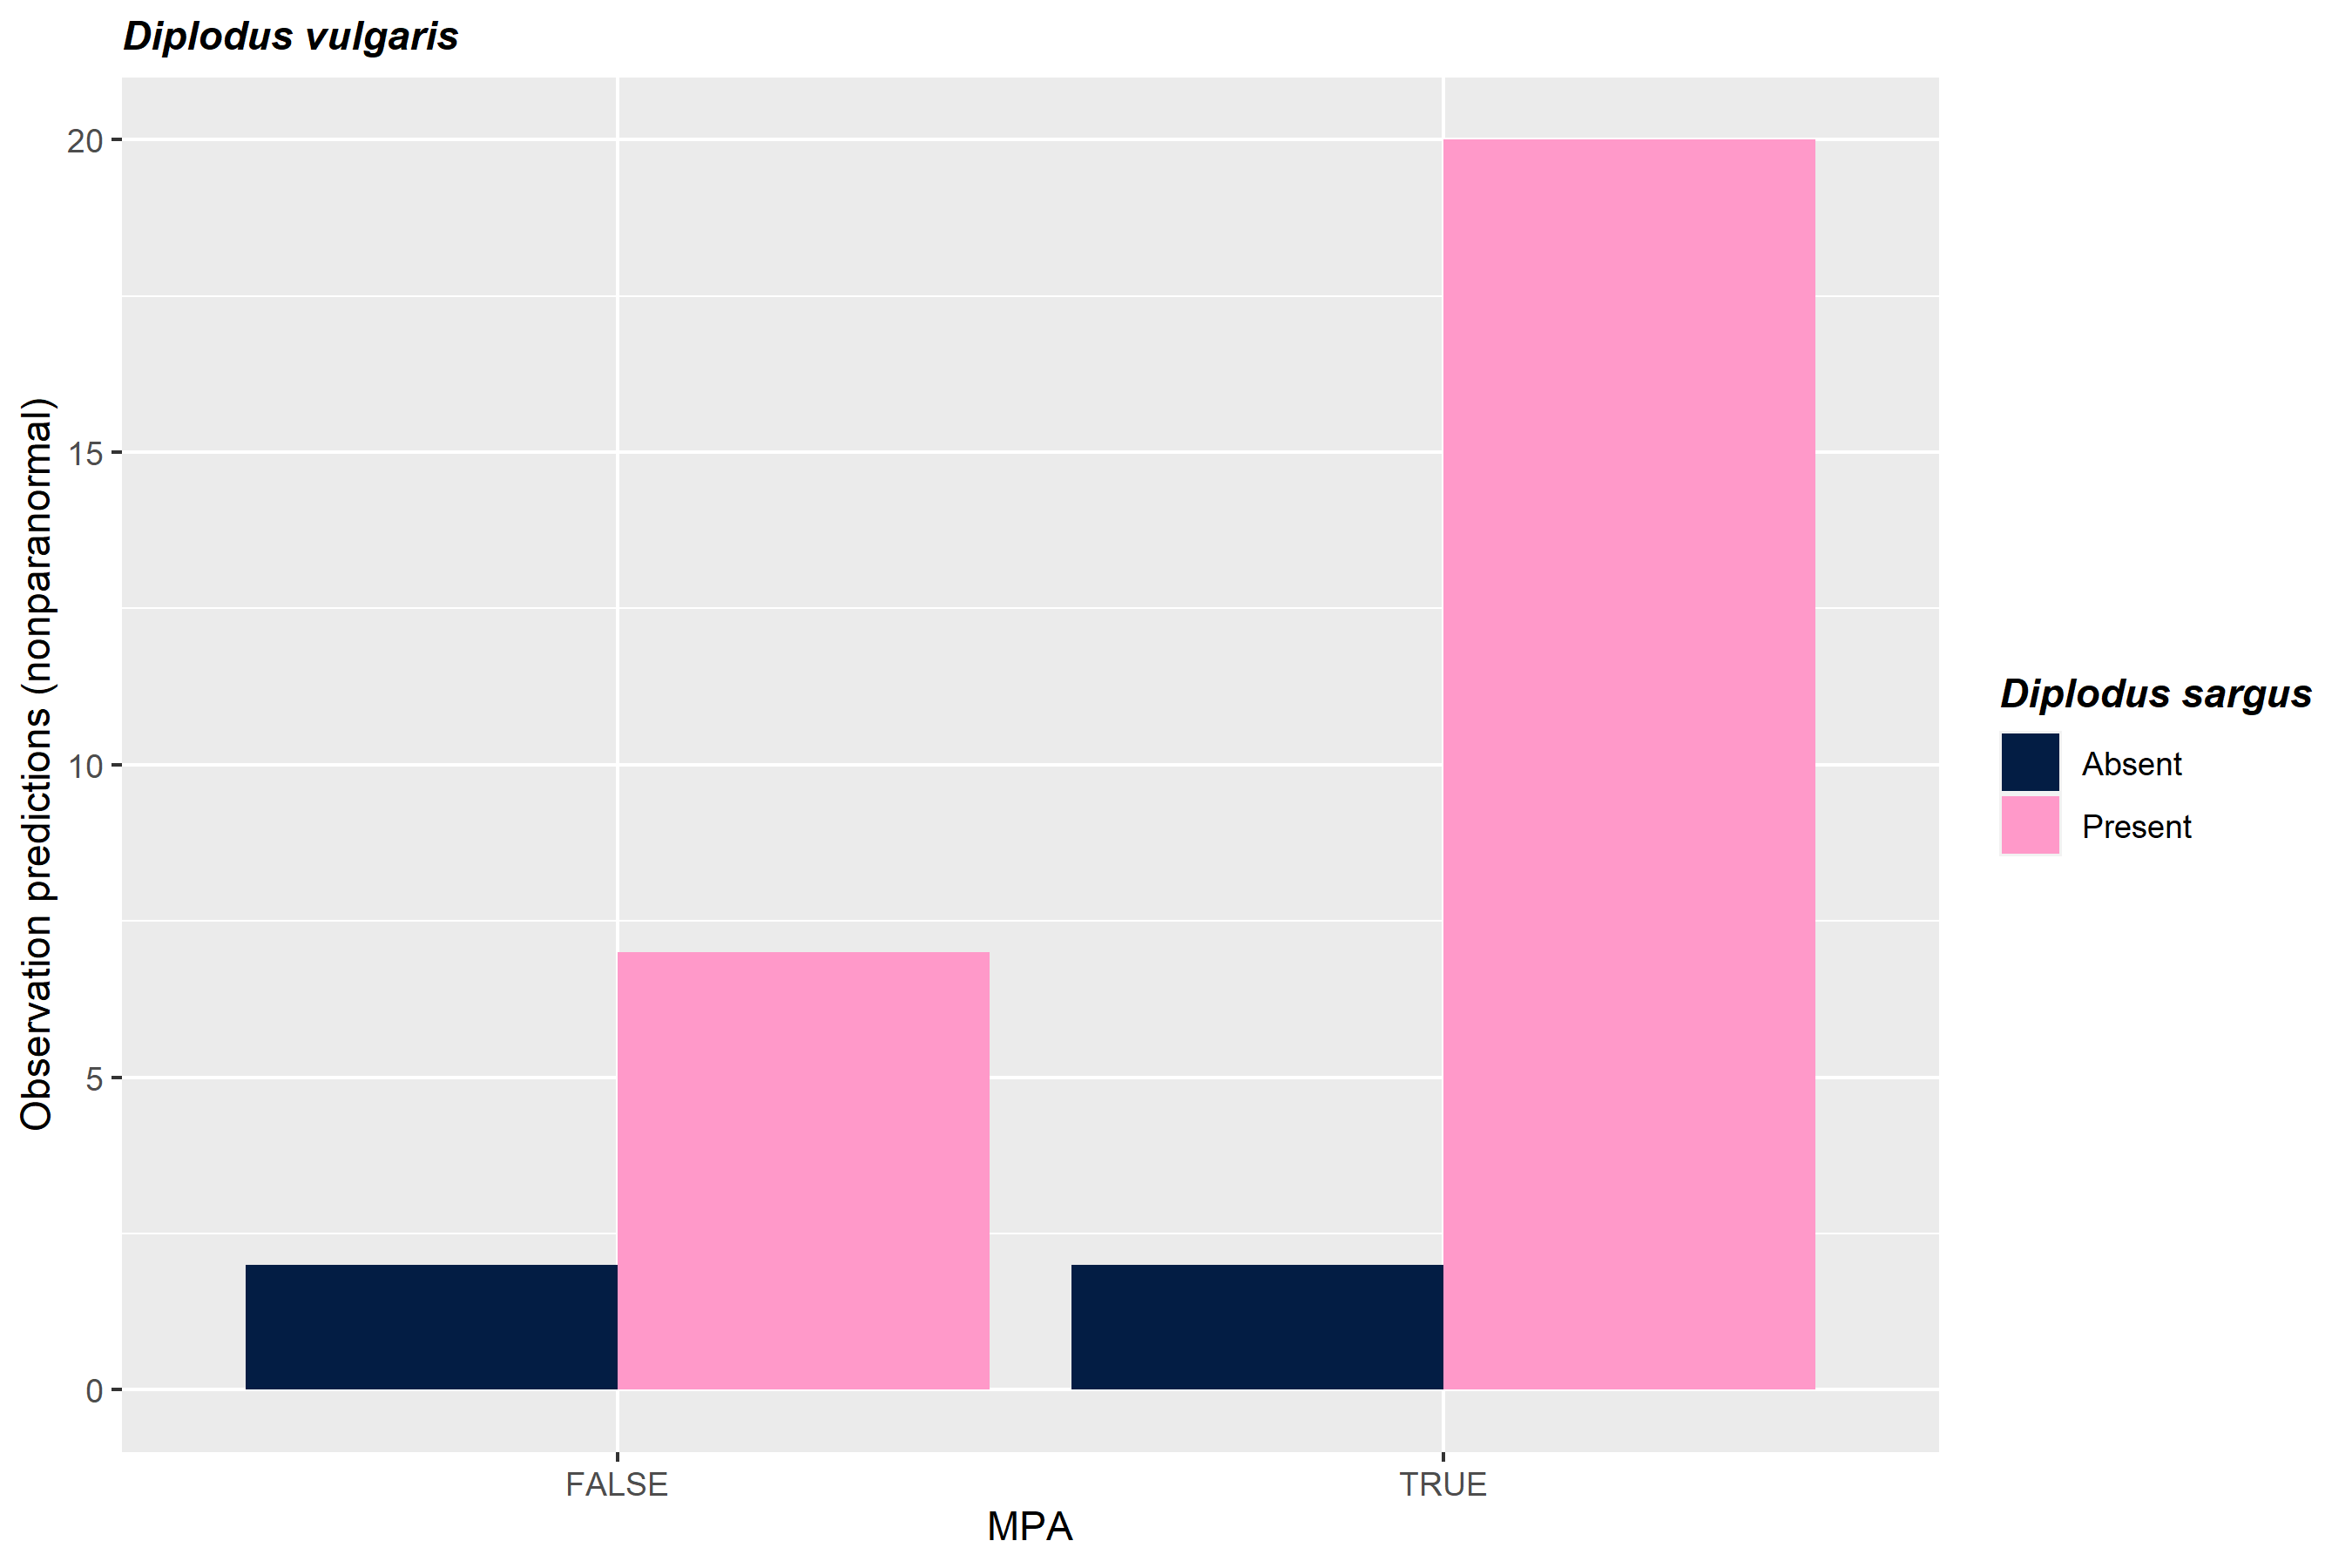 Diplodus vulgaris
Observation predictions (nonparanormal)
20
15
10
5
0
FALSE
TRUE
MPA
Diplodus sargus
Absent
Present